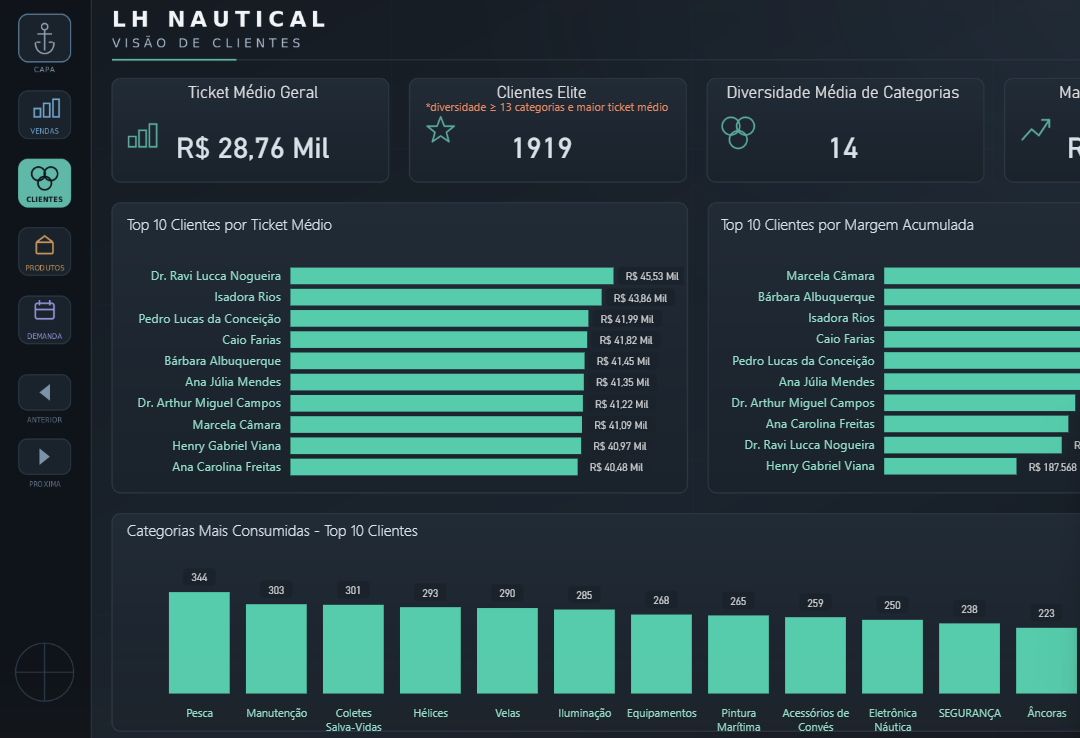 LH NAUTICAL
VISÃO DE CLIENTES
CAPA
VENDAS
CLIENTES
PRODUTOS
DEMANDA
ANTERIOR
PROXIMA
Ticket Médio Geral
R$ 28,76 Mil
Clientes Elite
*diversidade ≥ 13 categorias e maior ticket médio
1919
Diversidade Média de Categorias
14
Ma
R
Top 10 Clientes por Ticket Médio
Dr. Ravi Lucca Nogueira R$ 45,53 Mil
Isadora Rios R$ 43,86 Mil
Pedro Lucas da Conceição R$ 41,99 Mil
Caio Farias R$ 41,82 Mil
Bárbara Albuquerque R$ 41,45 Mil
Ana Júlia Mendes R$ 41,35 Mil
Dr. Arthur Miguel Campos R$ 41,22 Mil
Marcela Câmara R$ 41,09 Mil
Henry Gabriel Viana R$ 40,97 Mil
Ana Carolina Freitas R$ 40,48 Mil
Top 10 Clientes por Margem Acumulada
Marcela Câmara
Bárbara Albuquerque
Isadora Rios
Caio Farias
Pedro Lucas da Conceição
Ana Júlia Mendes
Dr. Arthur Miguel Campos
Ana Carolina Freitas
Dr. Ravi Lucca Nogueira R
Henry Gabriel Viana R$ 187.568
Categorias Mais Consumidas - Top 10 Clientes
344 303 301 293 290 285 268 265 259 250 238 223
Pesca Manutenção Coletes Hélices Velas Iluminação Equipamentos Pintura Acessórios de Eletrônica SEGURANÇA Âncoras
Salva-Vidas Marítima Convés Náutica